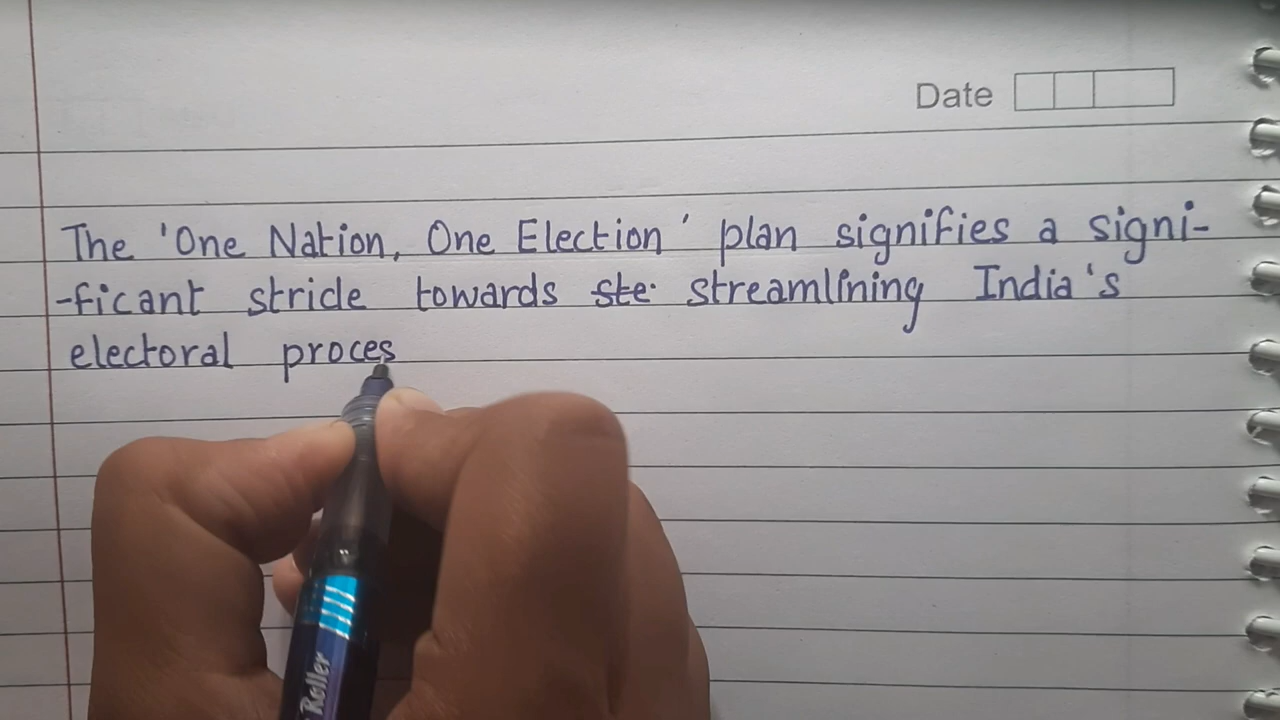 Date
The 'One Nation, One Election' plan signifies a signi-
-ficant stride towards ste streamlining India's
electoral proces
Roller